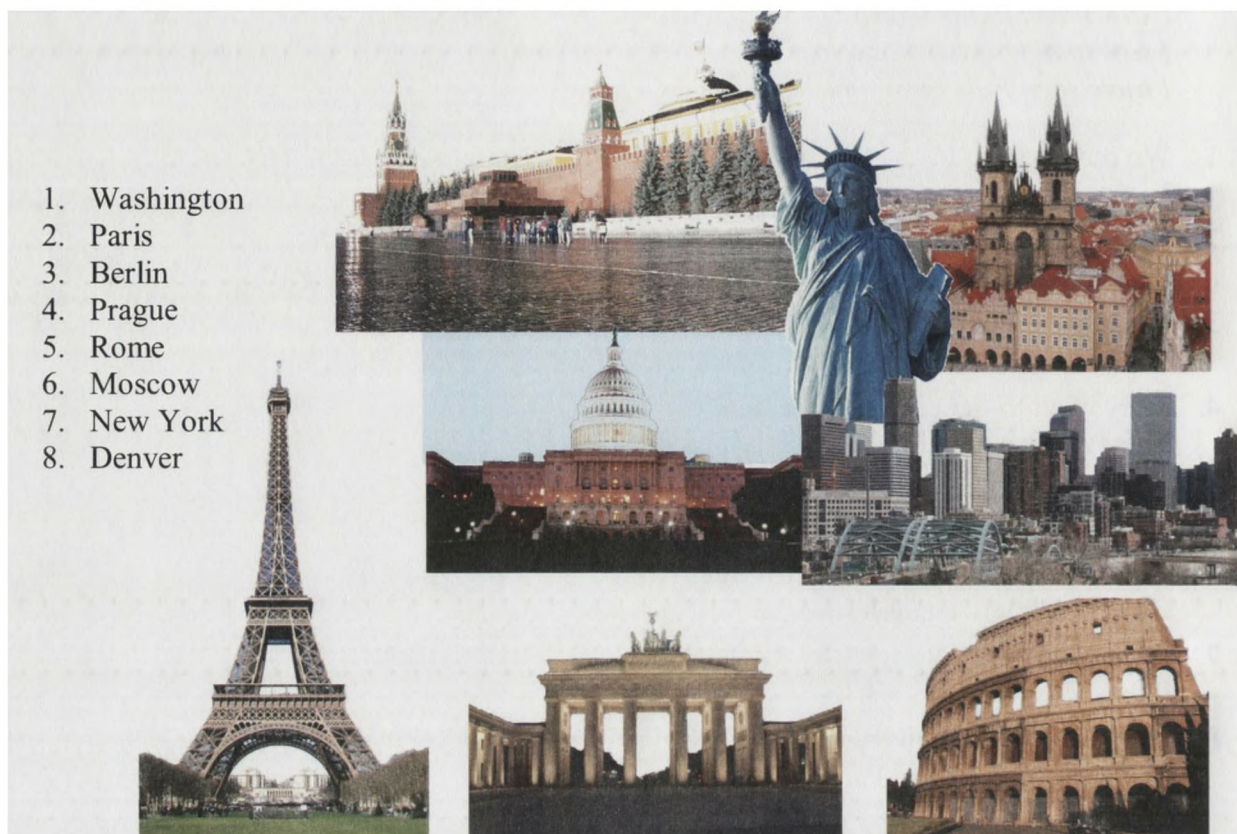 1. Washington
2. Paris
3. Berlin
4. Prague
5. Rome
6. Moscow
7. New York
8. Denver